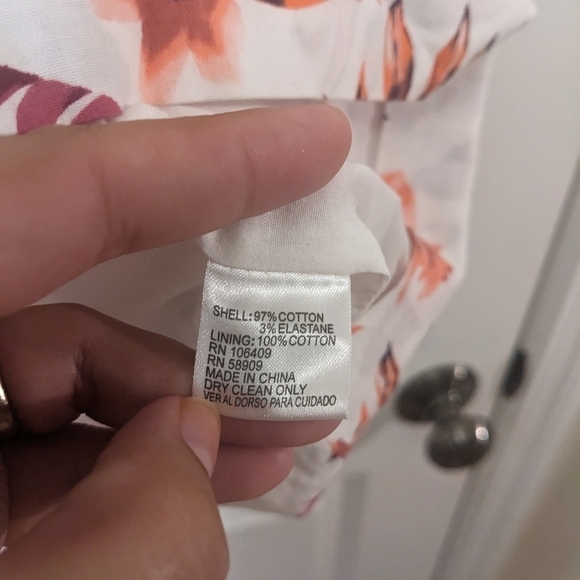 SHELL: 97% COTTON
3% ELASTANE
LINING: 100% COTTON
RN 106409
RN 58909
MADE IN CHINA
DRY CLEAN ONLY
VER AL DORSO PARA CUIDADO